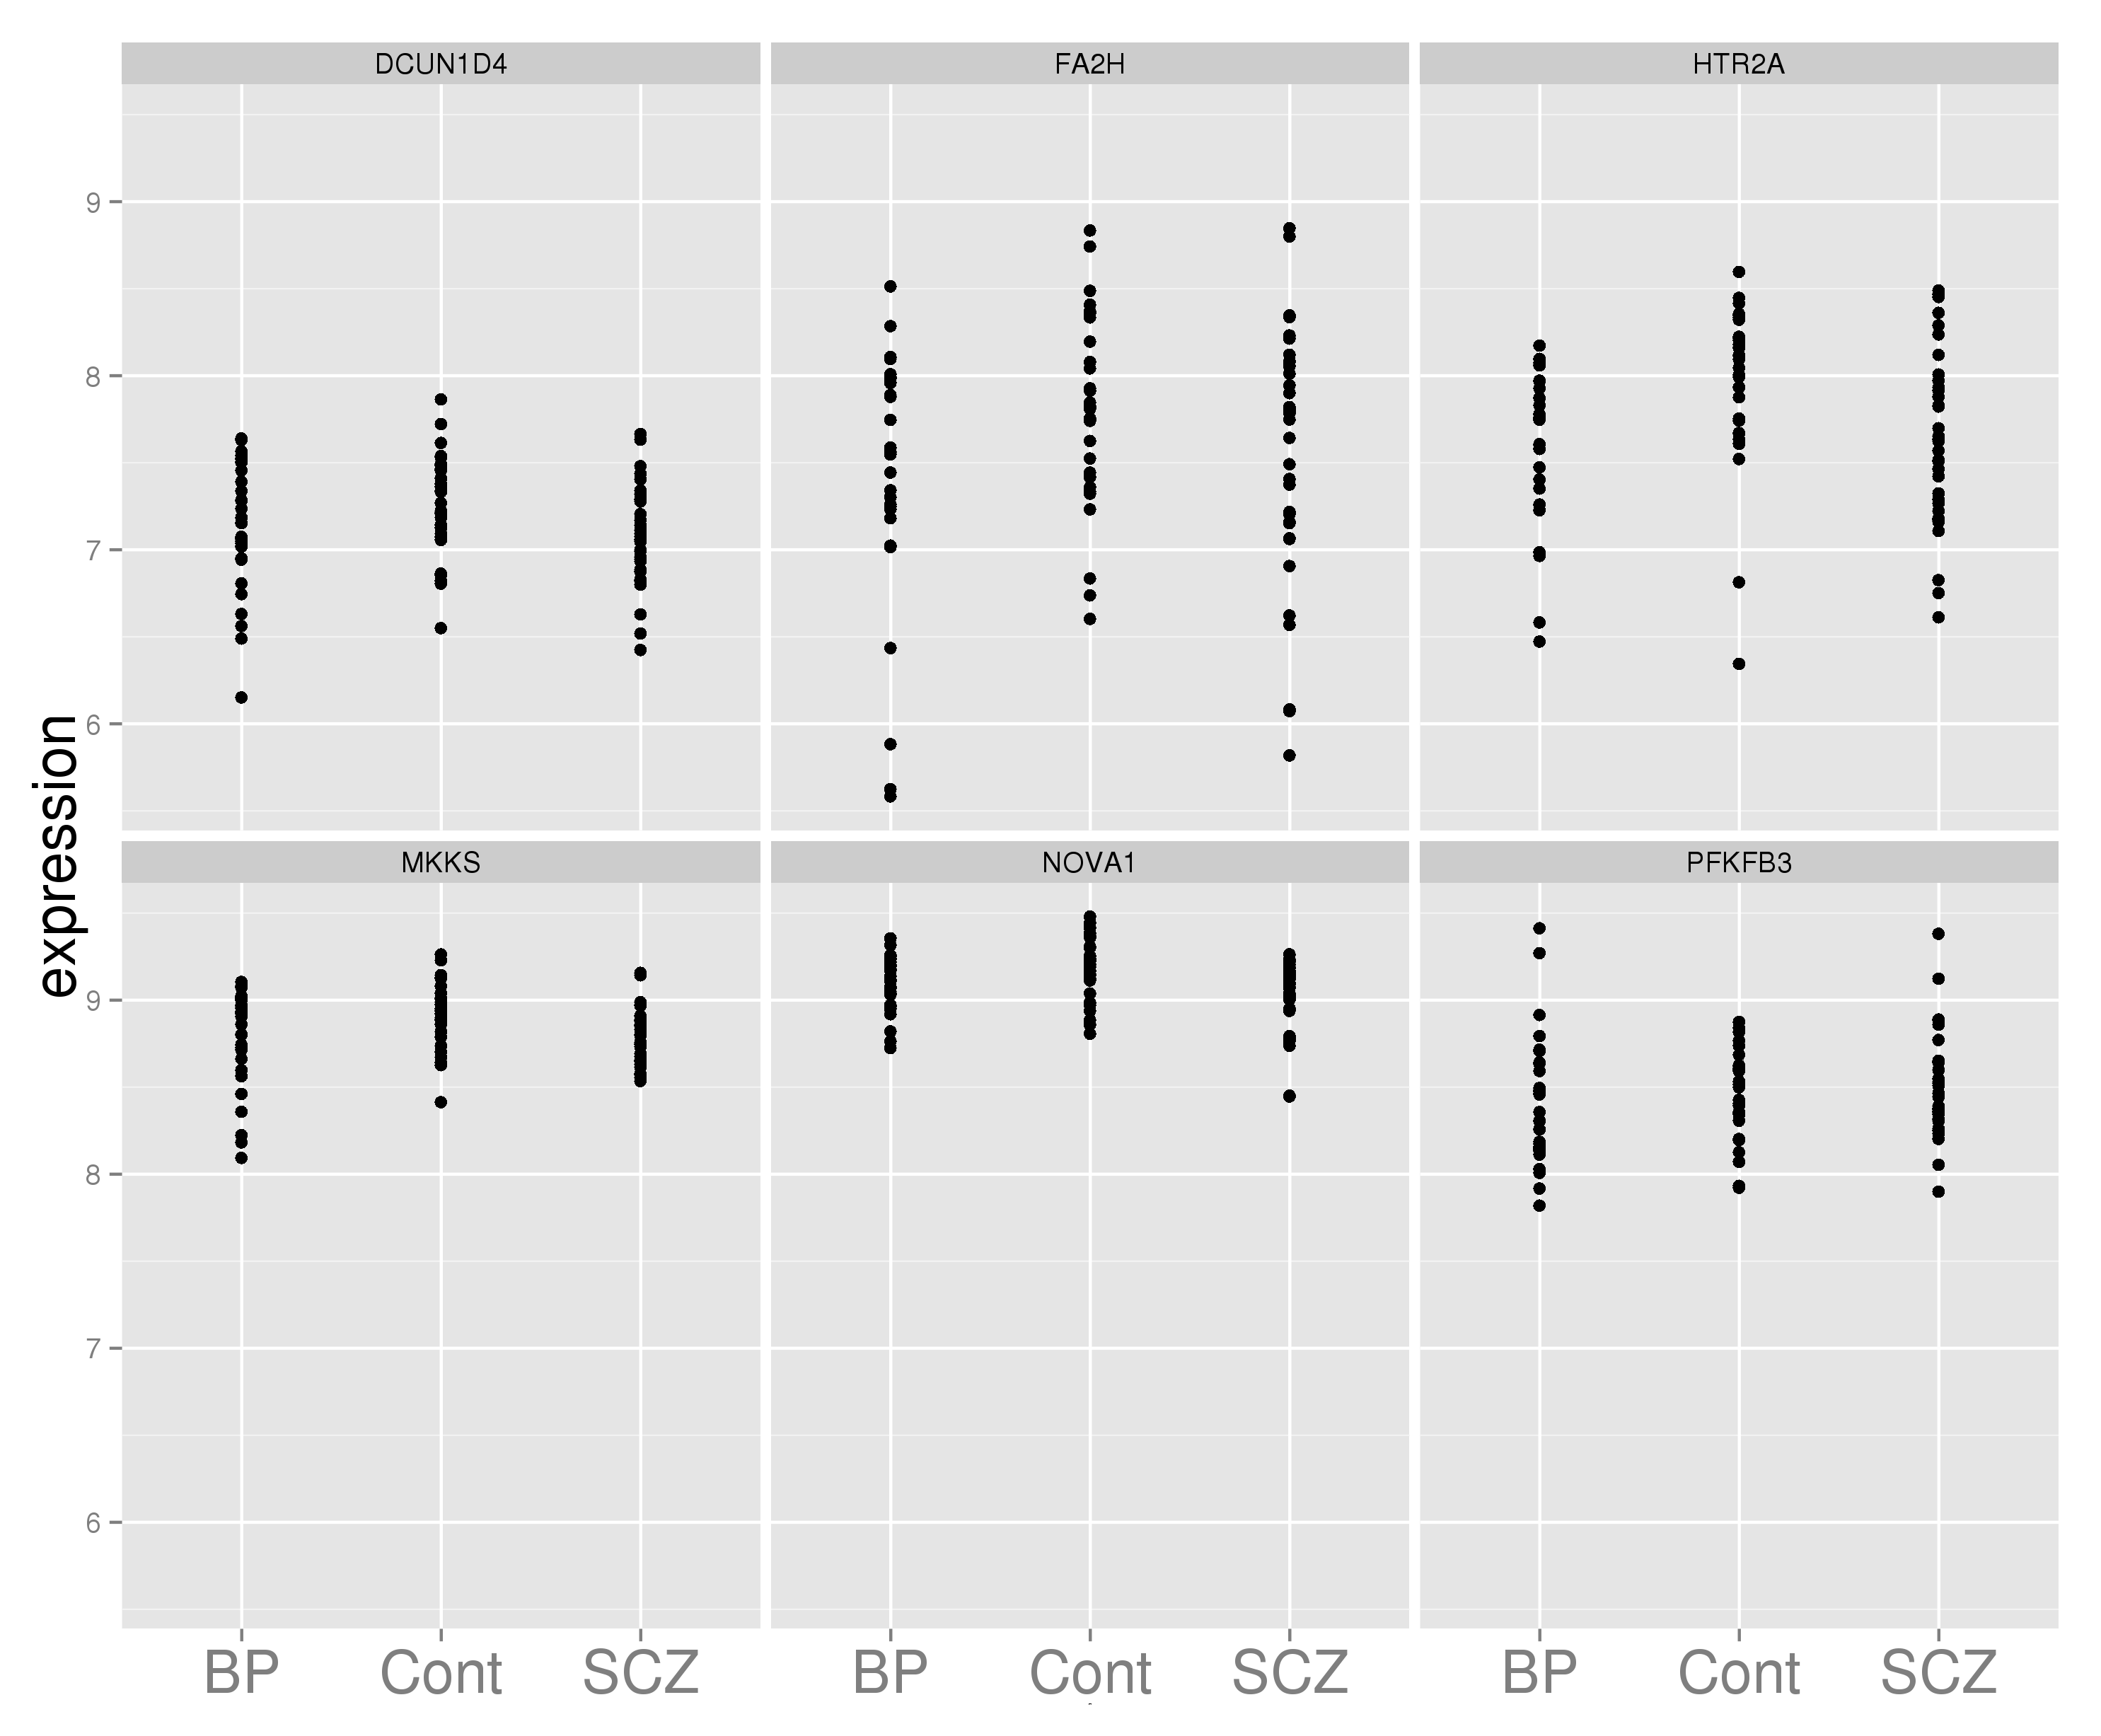 DCUN1D4 FA2H HTR2A
9
8
7
6
expression
MKKS NOVA1 PFKFB3
9
8
7
6
BP Cont SCZ BP Cont SCZ BP Cont SCZ